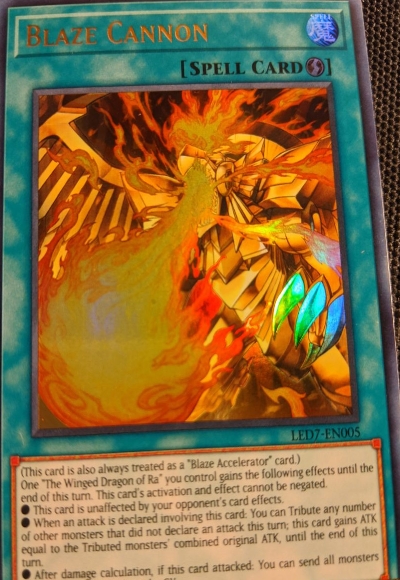 BLAZE CANNON
SPELL
魔
[SPELL CARD]
LED7-EN005
(This card is also always treated as a "Blaze Accelerator" card.)
One "The Winged Dragon of Ra" you control gains the following effects until the
end of this turn. This card's activation and effect cannot be negated.
● This card is unaffected by your opponent's card effects.
● When an attack is declared involving this card: You can Tribute any number
of other monsters that did not declare an attack this turn; this card gains ATK
equal to the Tributed monsters' combined original ATK, until the end of this
turn.
● After damage calculation, if this card attacked: You can send all monsters